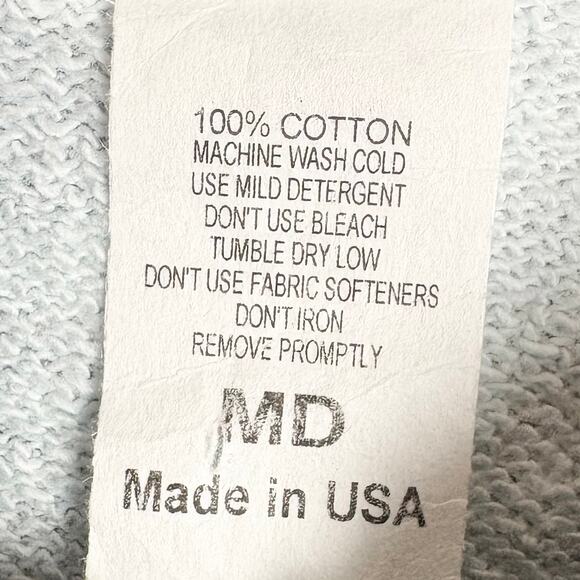 100% COTTON
MACHINE WASH COLD
USE MILD DETERGENT
DON'T USE BLEACH
TUMBLE DRY LOW
DON'T USE FABRIC SOFTENERS
DON'T IRON
REMOVE PROMPTLY
MD
Made in USA